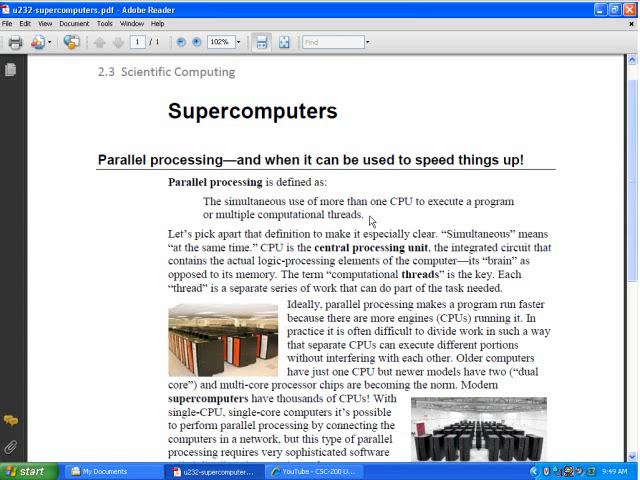 u232-supercomputers.pdf - Adobe Reader
File Edit View Document Tools Window Help
1 / 1 102% Find
2.3 Scientific Computing
Supercomputers
Parallel processing—and when it can be used to speed things up!
Parallel processing is defined as:
The simultaneous use of more than one CPU to execute a program
or multiple computational threads.
Let's pick apart that definition to make it especially clear. “Simultaneous” means
“at the same time.” CPU is the central processing unit, the integrated circuit that
contains the actual logic-processing elements of the computer—its “brain” as
opposed to its memory. The term “computational threads” is the key. Each
“thread” is a separate series of work that can do part of the task needed.
Ideally, parallel processing makes a program run faster
because there are more engines (CPUs) running it. In
practice it is often difficult to divide work in such a way
that separate CPUs can execute different portions
without interfering with each other. Older computers
have just one CPU but newer models have two (“dual
core”) and multi-core processor chips are becoming the norm. Modern
supercomputers have thousands of CPUs! With
single-CPU, single-core computers it's possible
to perform parallel processing by connecting the
computers in a network, but this type of parallel
processing requires very sophisticated software
start My Documents u232-supercomputer... YouTube - CSC-200 U... 9:49 AM